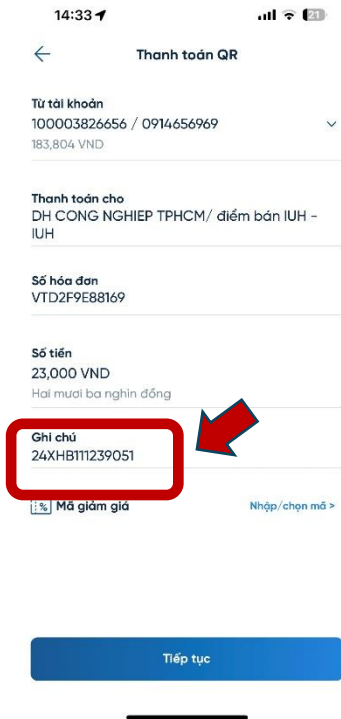 14:33
21
Thanh toán QR
Từ tài khoản
100003826656 / 0914656969
183,804 VND
Thanh toán cho
DH CONG NGHIEP TPHCM/ điểm bán IUH -
IUH
Số hóa đơn
VTD2F9E88169
Số tiền
23,000 VND
Hai mươi ba nghìn đồng
Ghi chú
24XHB111239051
% Mã giảm giá
Nhập/chọn mã >
Tiếp tục